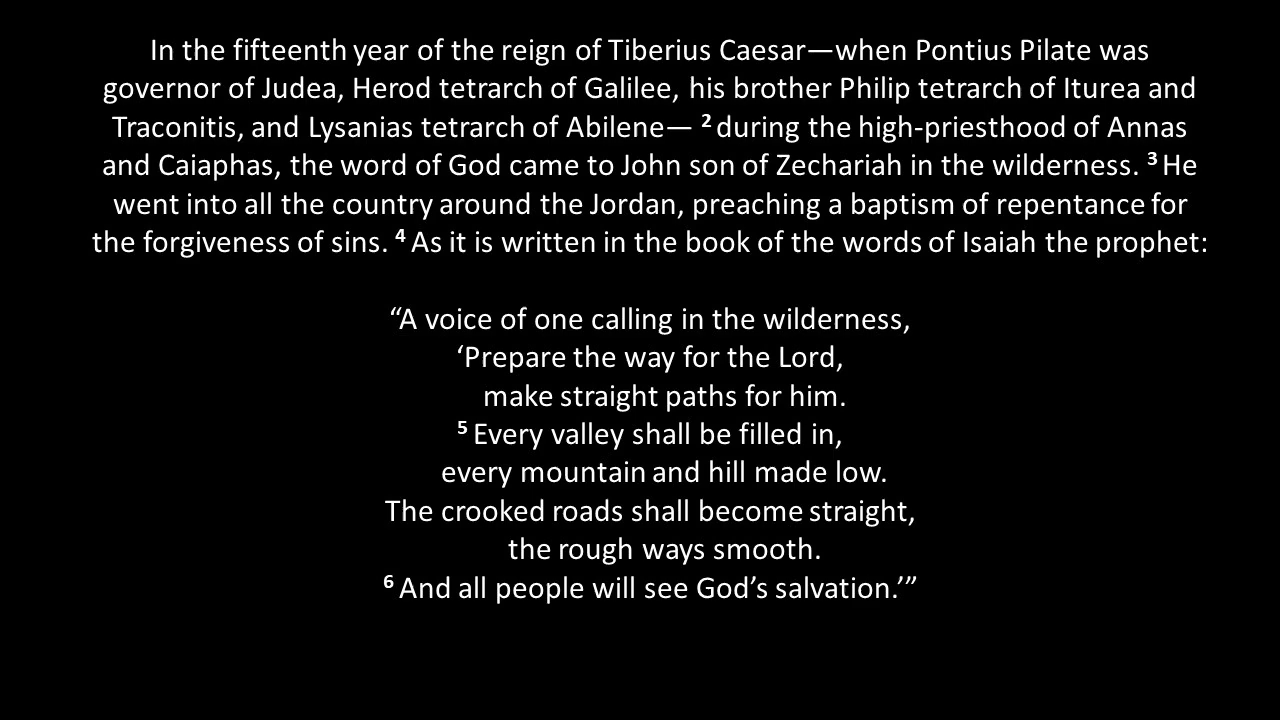 In the fifteenth year of the reign of Tiberius Caesar—when Pontius Pilate was
governor of Judea, Herod tetrarch of Galilee, his brother Philip tetrarch of Iturea and
Traconitis, and Lysanias tetrarch of Abilene— ² during the high-priesthood of Annas
and Caiaphas, the word of God came to John son of Zechariah in the wilderness. ³ He
went into all the country around the Jordan, preaching a baptism of repentance for
the forgiveness of sins. ⁴ As it is written in the book of the words of Isaiah the prophet:
“A voice of one calling in the wilderness,
‘Prepare the way for the Lord,
make straight paths for him.
⁵ Every valley shall be filled in,
every mountain and hill made low.
The crooked roads shall become straight,
the rough ways smooth.
⁶ And all people will see God’s salvation.’”